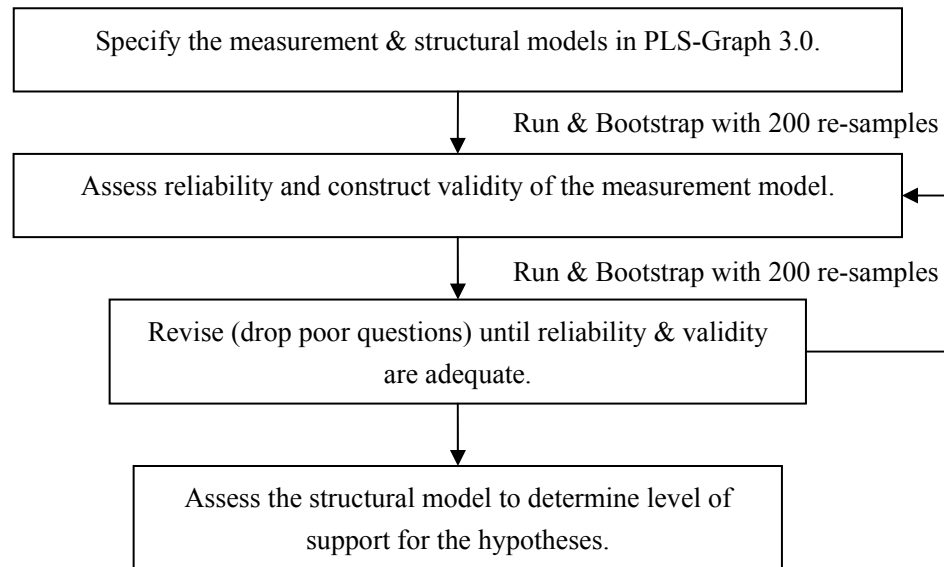 Specify the measurement & structural models in PLS-Graph 3.0.
Run & Bootstrap with 200 re-samples
Assess reliability and construct validity of the measurement model.
Run & Bootstrap with 200 re-samples
Revise (drop poor questions) until reliability & validity
are adequate.
Assess the structural model to determine level of
support for the hypotheses.